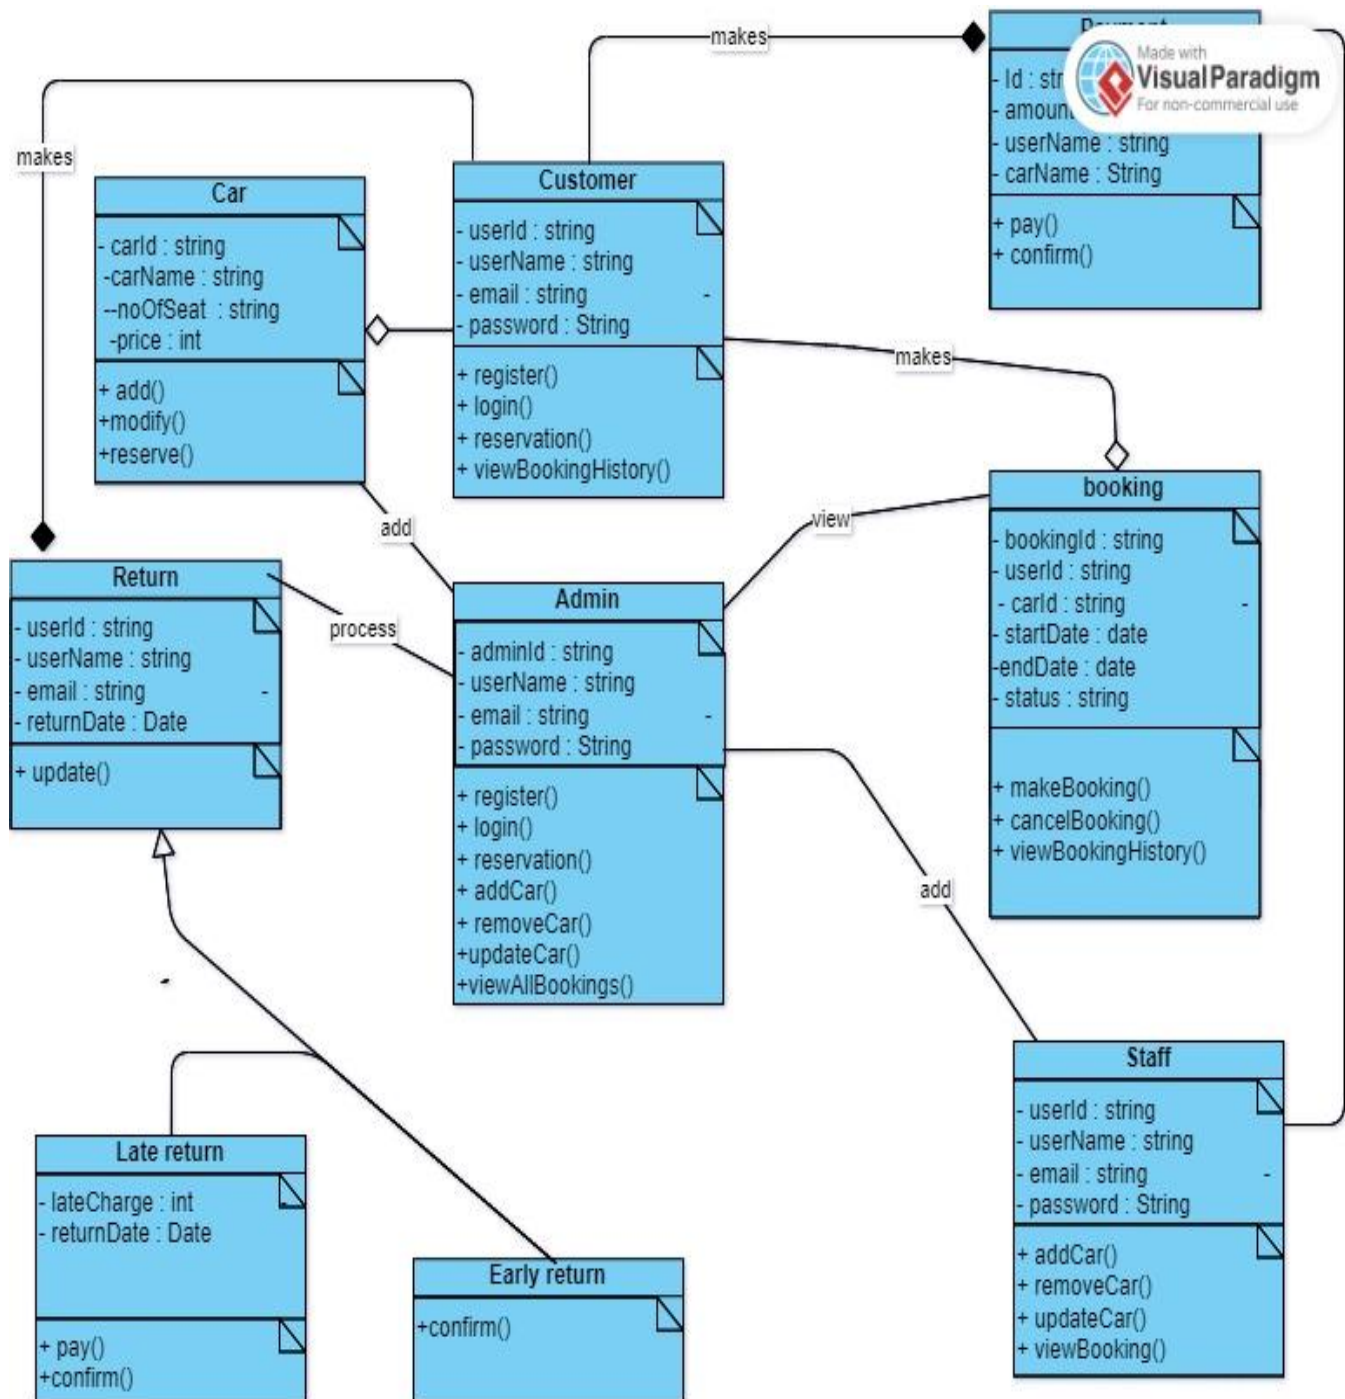 makes
Made with
Visual Paradigm
For non-commercial use
- Id : str
- amount
- userName : string
- carName : String
+ pay()
+ confirm()
makes
Car
- carId : string
-carName : string
--noOfSeat : string
-price : int
+ add()
+modify()
+reserve()
Customer
- userId : string
- userName : string
- email : string -
- password : String
+ register()
+ login()
+ reservation()
+ viewBookingHistory()
makes
add
view
booking
- bookingId : string
- userId : string
- carId : string -
- startDate : date
-endDate : date
- status : string
+ makeBooking()
+ cancelBooking()
+ viewBookingHistory()
Return
- userId : string
- userName : string
- email : string -
- returnDate : Date
+ update()
process
Admin
- adminId : string
- userName : string
- email : string -
- password : String
+ register()
+ login()
+ reservation()
+ addCar()
+ removeCar()
+updateCar()
+viewAllBookings()
add
Staff
- userId : string
- userName : string
- email : string -
- password : String
+ addCar()
+ removeCar()
+ updateCar()
+ viewBooking()
Late return
- lateCharge : int
- returnDate : Date
+ pay()
+confirm()
Early return
+confirm()